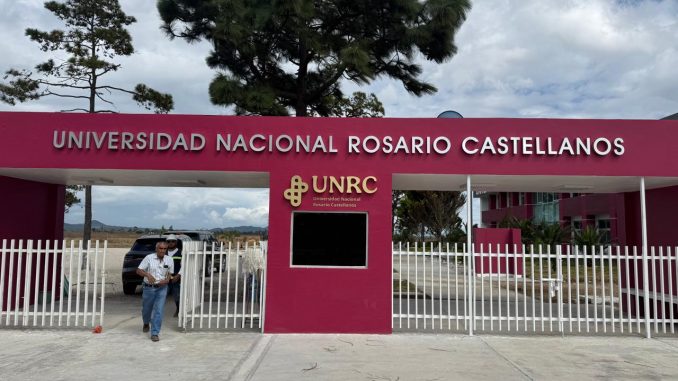 UNIVERSIDAD NACIONAL ROSARIO CASTELLANOS
UNRC
Universidad Nacional
Rosario Castellanos